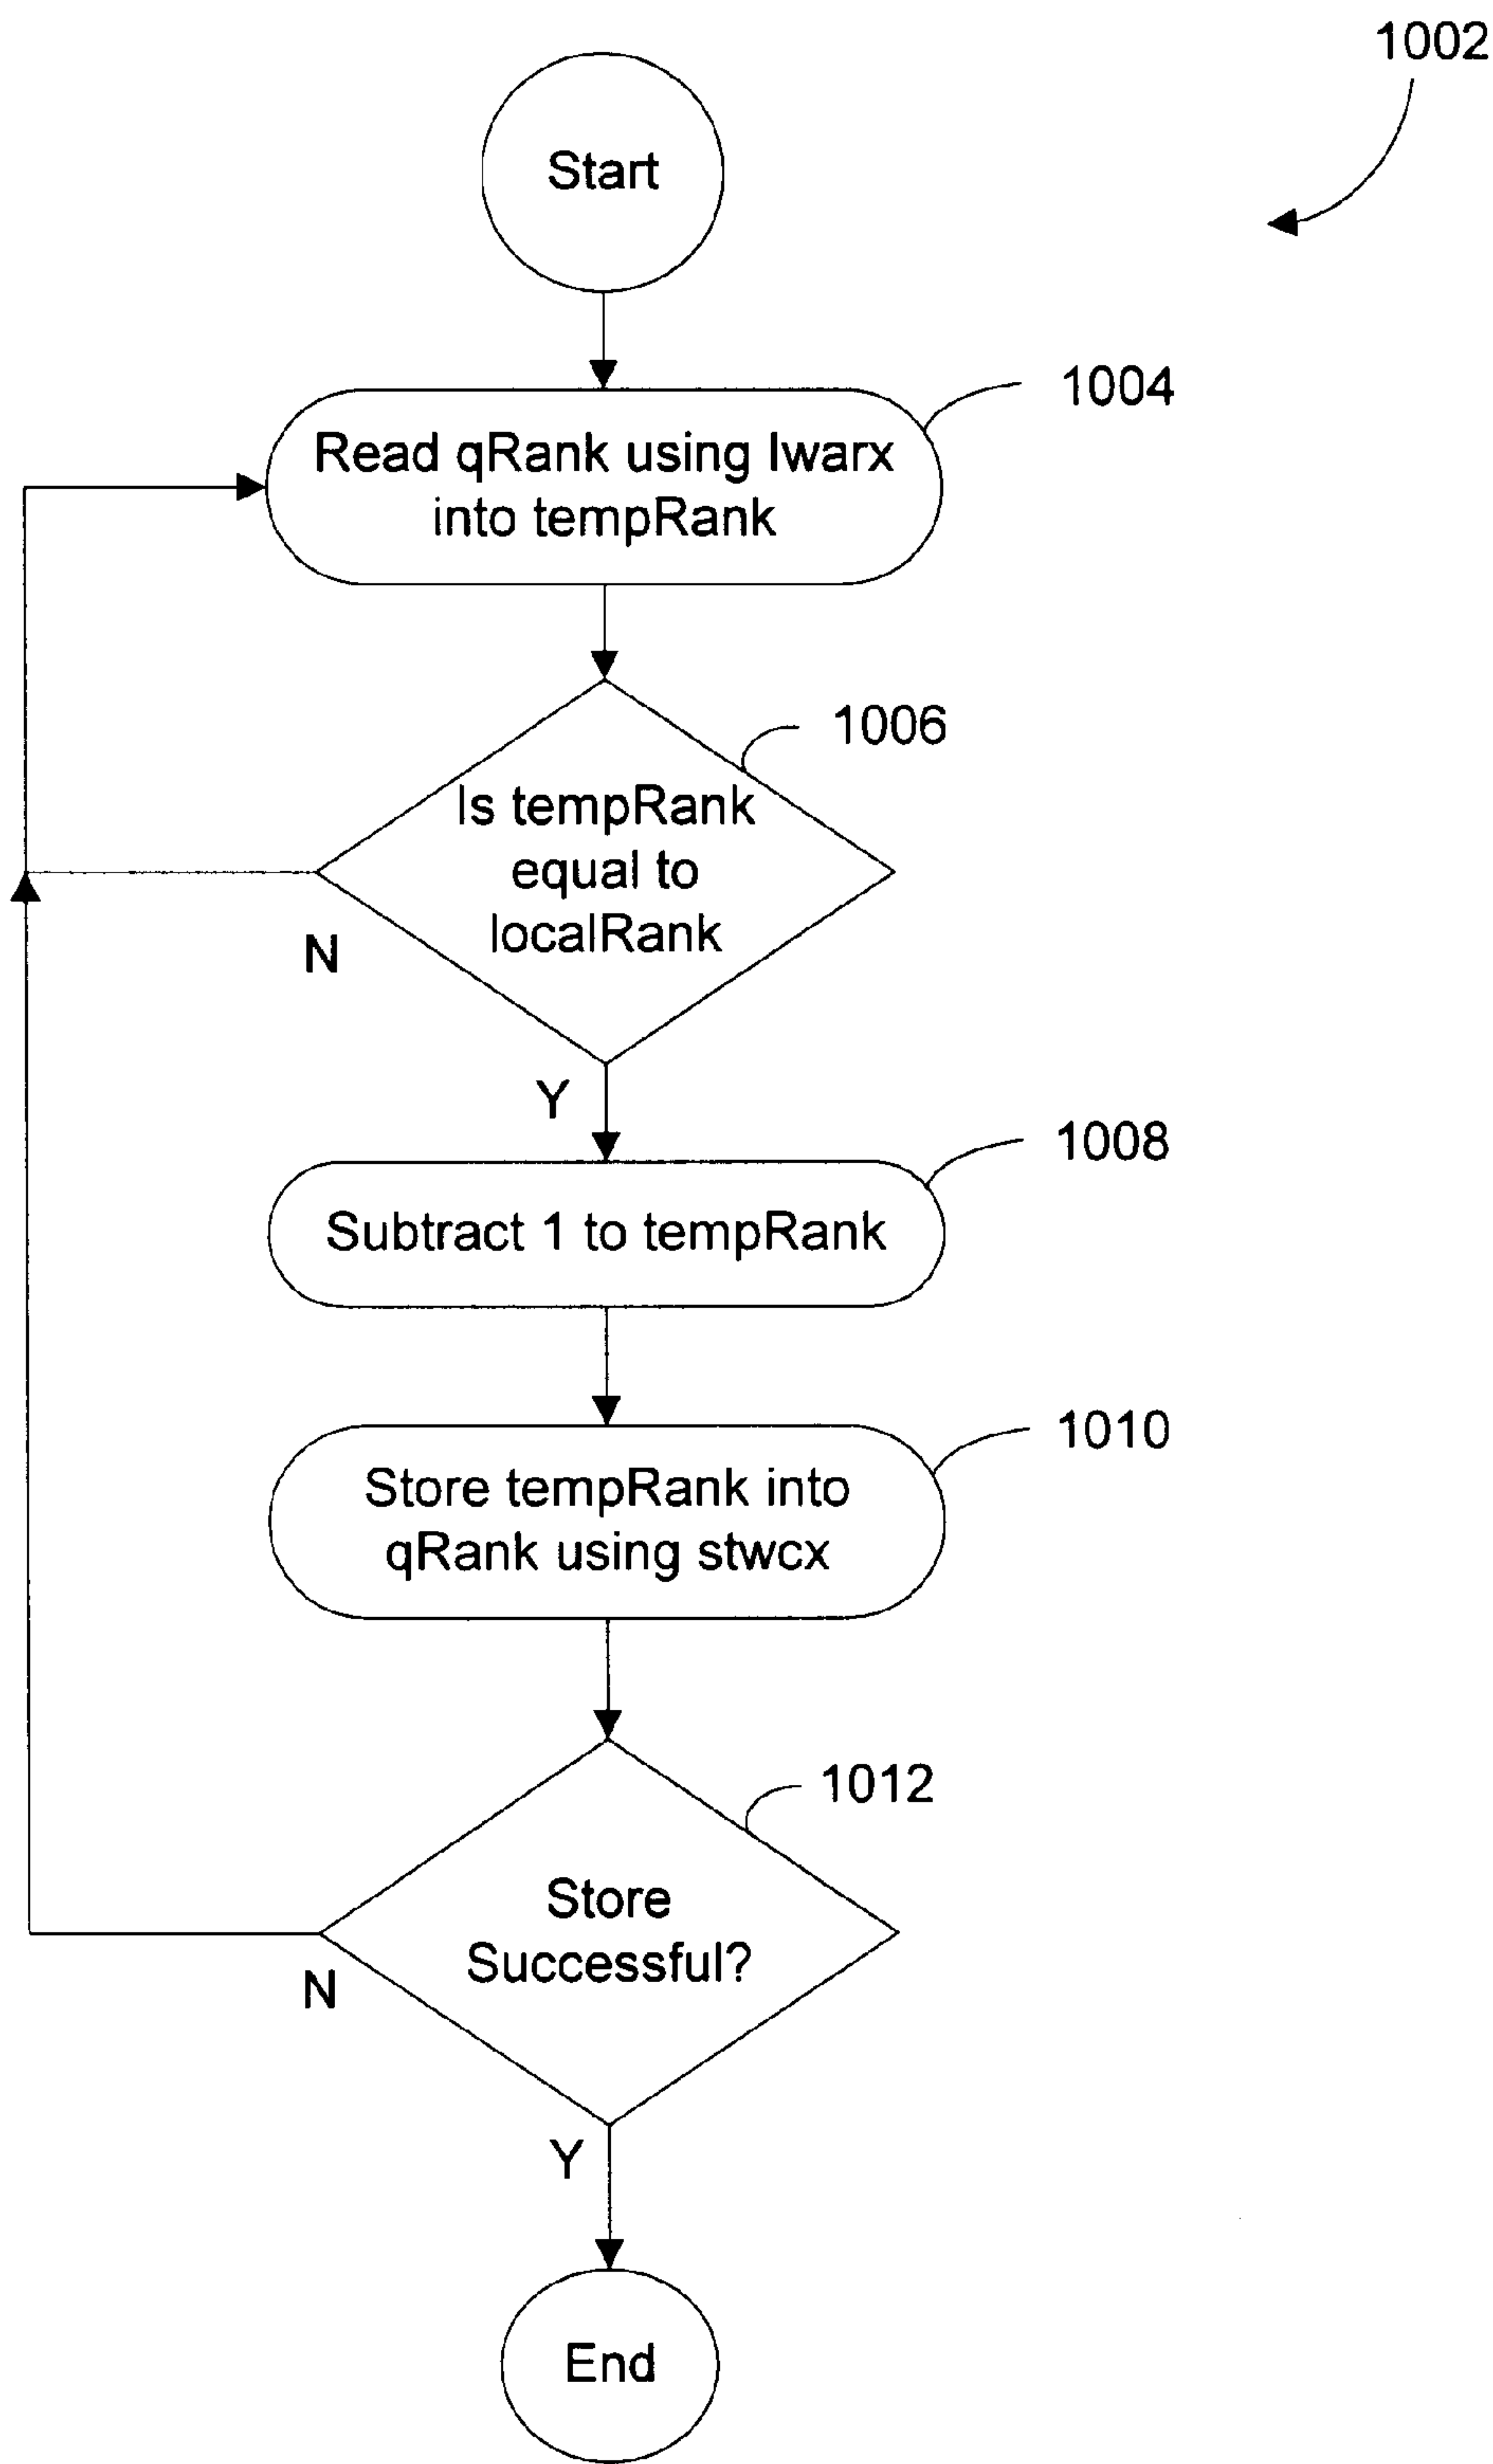 1002
Start
1004
Read qRank using lwarx
into tempRank
1006
Is tempRank
equal to
localRank
N
Y
1008
Subtract 1 to tempRank
1010
Store tempRank into
qRank using stwcx
1012
Store
Successful?
N
Y
End